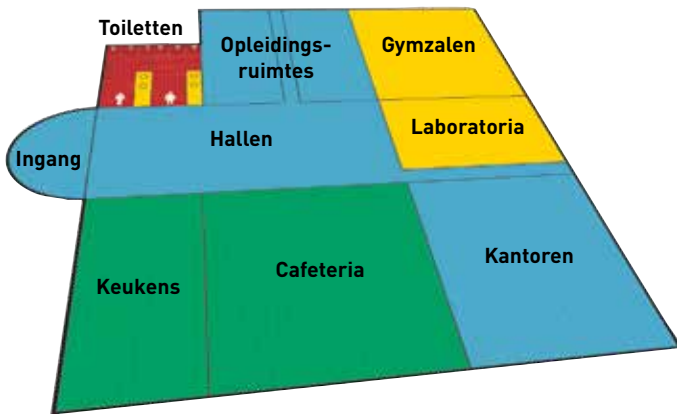 Toiletten
Opleidings-
ruimtes
Gymzalen
Laboratoria
Hallen
Ingang
Keukens
Cafeteria
Kantoren